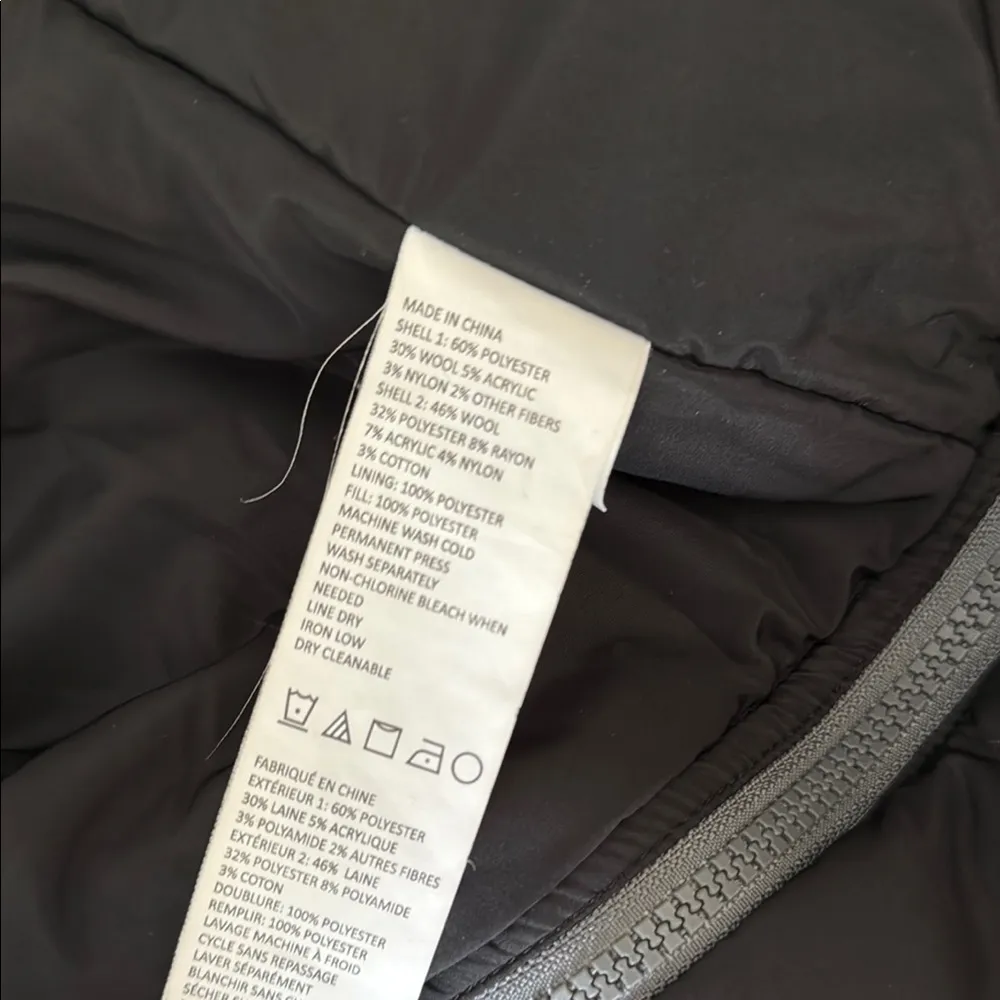 MADE IN CHINA
SHELL 1: 60% POLYESTER
30% WOOL 5% ACRYLIC
3% NYLON 2% OTHER FIBERS
SHELL 2: 46% WOOL
32% POLYESTER 8% RAYON
7% ACRYLIC 4% NYLON
3% COTTON
LINING: 100% POLYESTER
FILL: 100% POLYESTER
MACHINE WASH COLD
PERMANENT PRESS
WASH SEPARATELY
NON-CHLORINE BLEACH WHEN
NEEDED
LINE DRY
IRON LOW
DRY CLEANABLE
FABRIQUÉ EN CHINE
EXTÉRIEUR 1: 60% POLYESTER
30% LAINE 5% ACRYLIQUE
3% POLYAMIDE 2% AUTRES FIBRES
EXTÉRIEUR 2: 46% LAINE
32% POLYESTER 8% POLYAMIDE
3% COTON
DOUBLURE: 100% POLYESTER
REMPLIR: 100% POLYESTER
LAVAGE MACHINE À FROID
CYCLE SANS REPASSAGE
LAVER SÉPARÉMENT
BLANCHIR SANS
SÉCHER